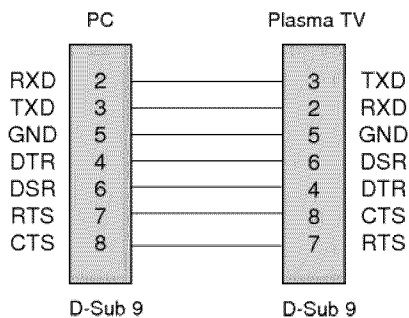 PC Plasma TV
RXD 2 3 TXD
TXD 3 2 RXD
GND 5 5 GND
DTR 4 6 DSR
DSR 6 4 DTR
RTS 7 8 CTS
CTS 8 7 RTS
D-Sub 9 D-Sub 9